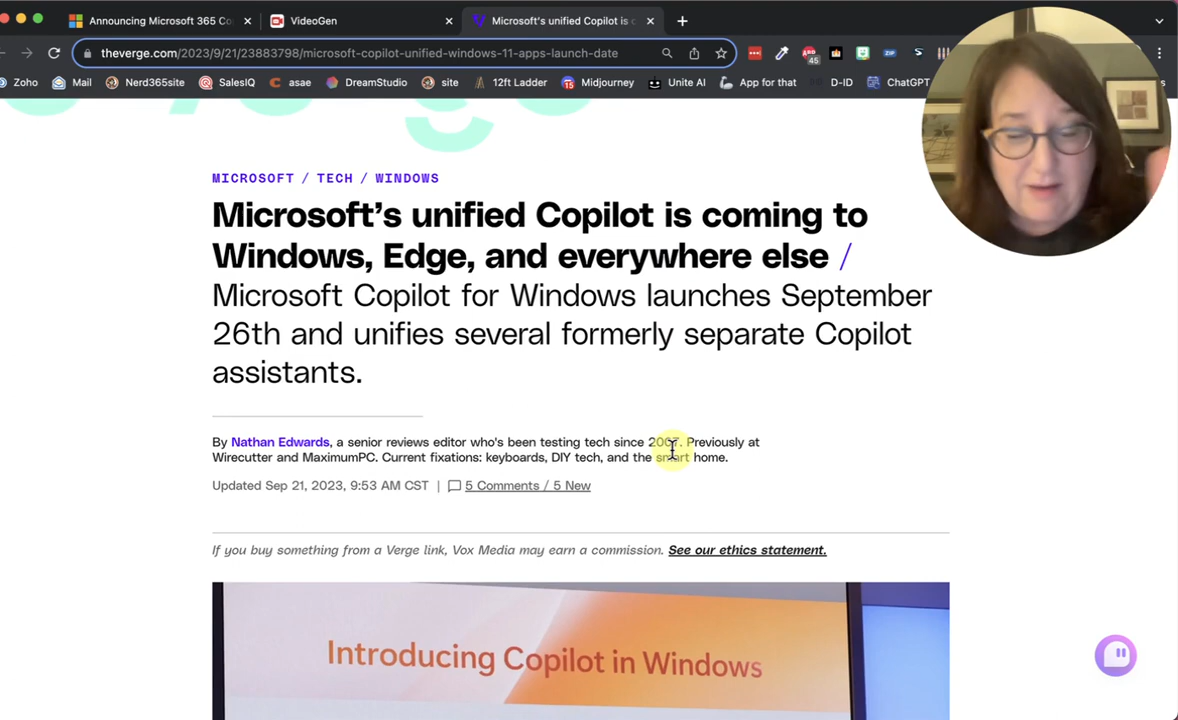 Announcing Microsoft 365 Co
VideoGen
Microsoft's unified Copilot is c
theverge.com/2023/9/21/23883798/microsoft-copilot-unified-windows-11-apps-launch-date
45
ZIP
Zoho
Mail
Nerd365site
SalesIQ
asae
DreamStudio
site
12ft Ladder
15
Midjourney
Unite AI
App for that
D-ID
ChatGPT
MICROSOFT / TECH / WINDOWS
Microsoft's unified Copilot is coming to
Windows, Edge, and everywhere else /
Microsoft Copilot for Windows launches September
26th and unifies several formerly separate Copilot
assistants.
By Nathan Edwards, a senior reviews editor who's been testing tech since 2007. Previously at
Wirecutter and MaximumPC. Current fixations: keyboards, DIY tech, and the smart home.
Updated Sep 21, 2023, 9:53 AM CST | 5 Comments / 5 New
If you buy something from a Verge link, Vox Media may earn a commission. See our ethics statement.
Introducing Copilot in Windows